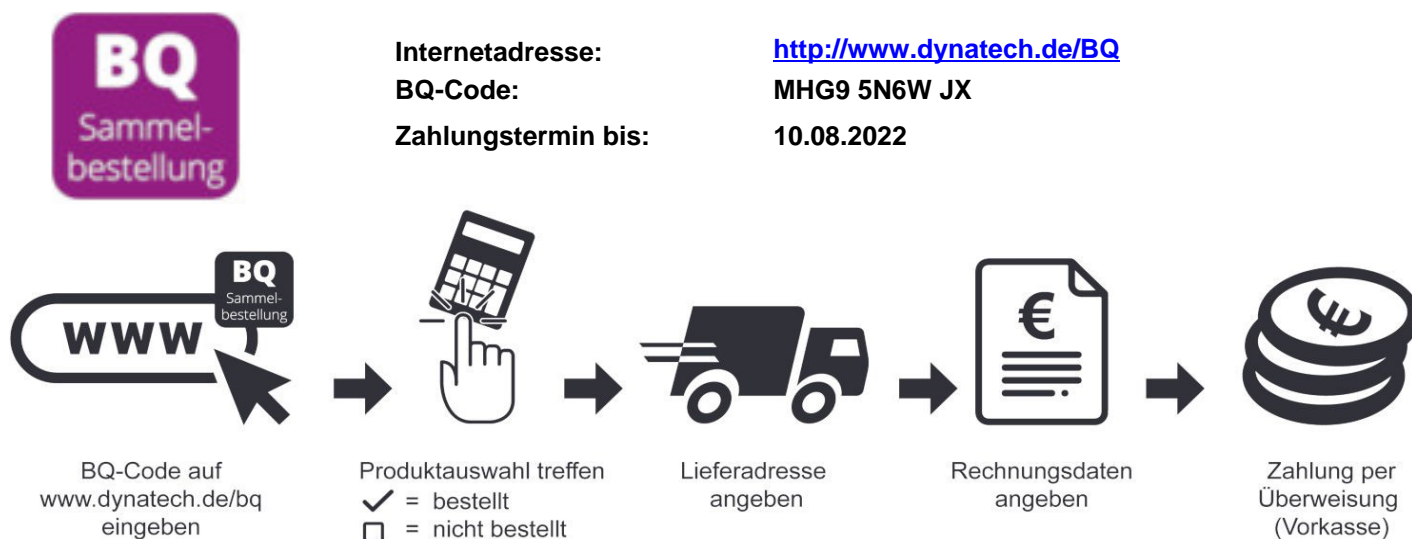 BQ
Sammel-
bestellung
Internetadresse: http://www.dynatech.de/BQ
BQ-Code: MHG9 5N6W JX
Zahlungstermin bis: 10.08.2022
BQ
Sammel-
bestellung
WWW
€
€
BQ-Code auf
www.dynatech.de/bq
eingeben
Produktauswahl treffen
✓ = bestellt
☐ = nicht bestellt
Lieferadresse
angeben
Rechnungsdaten
angeben
Zahlung per
Überweisung
(Vorkasse)